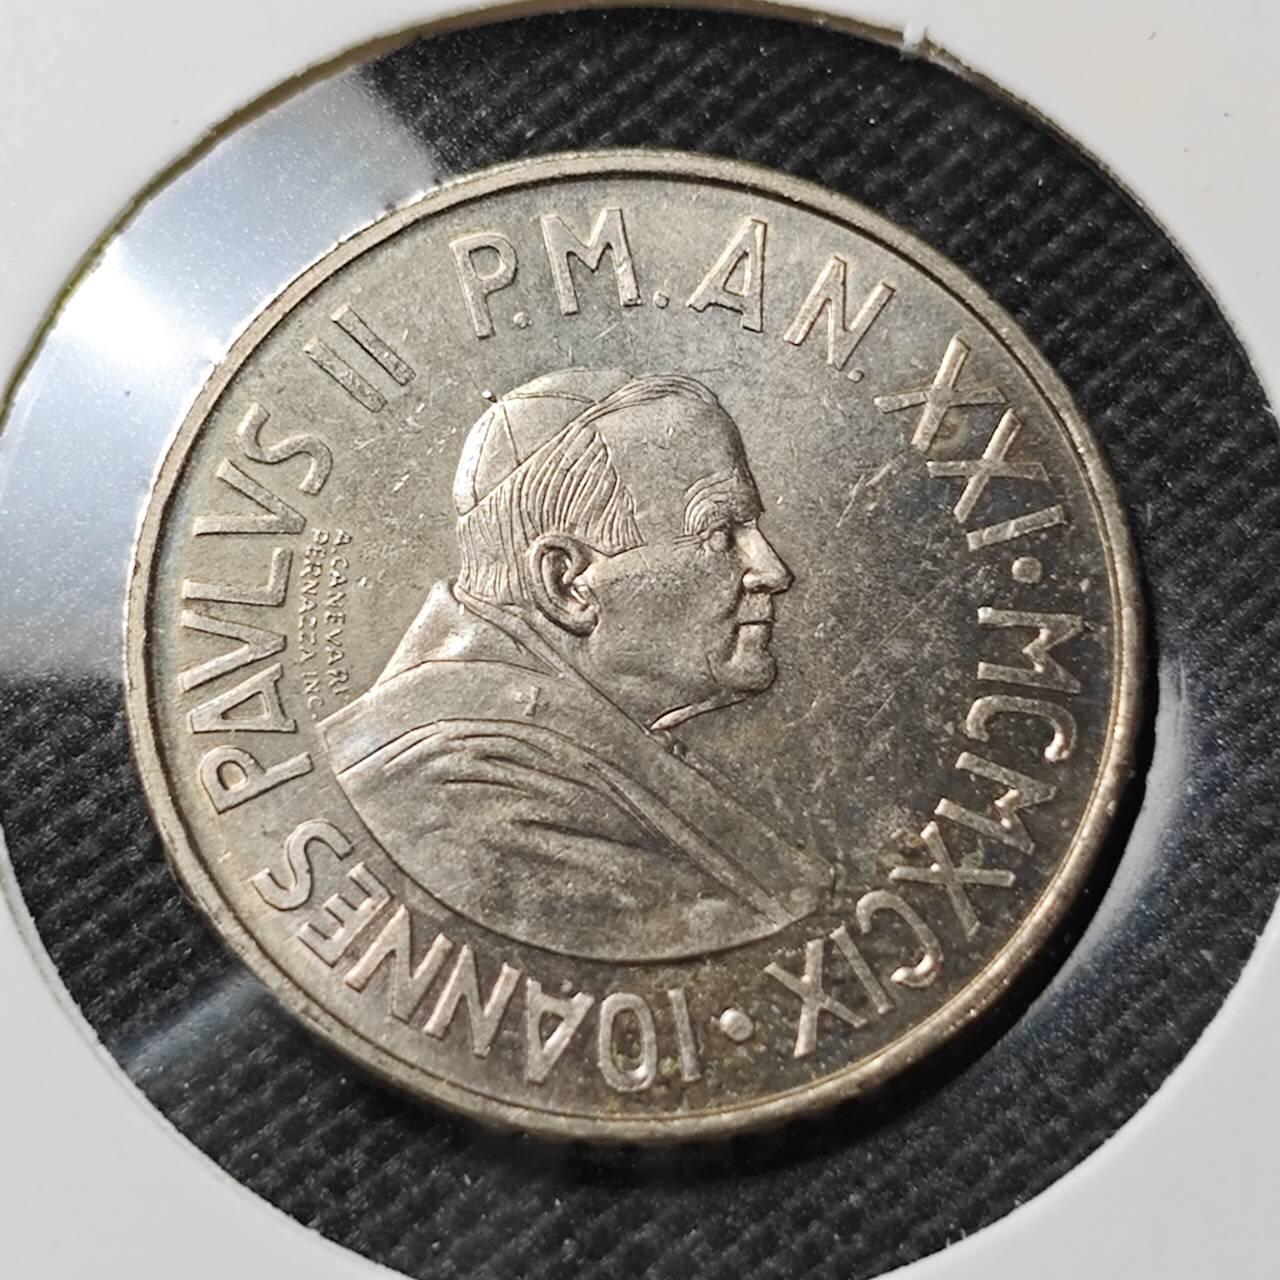 IOANNES PAVLVS II P.M.AN.XXI·MCMXCIX·
A.CANEVARI
PERNAZZA INC.